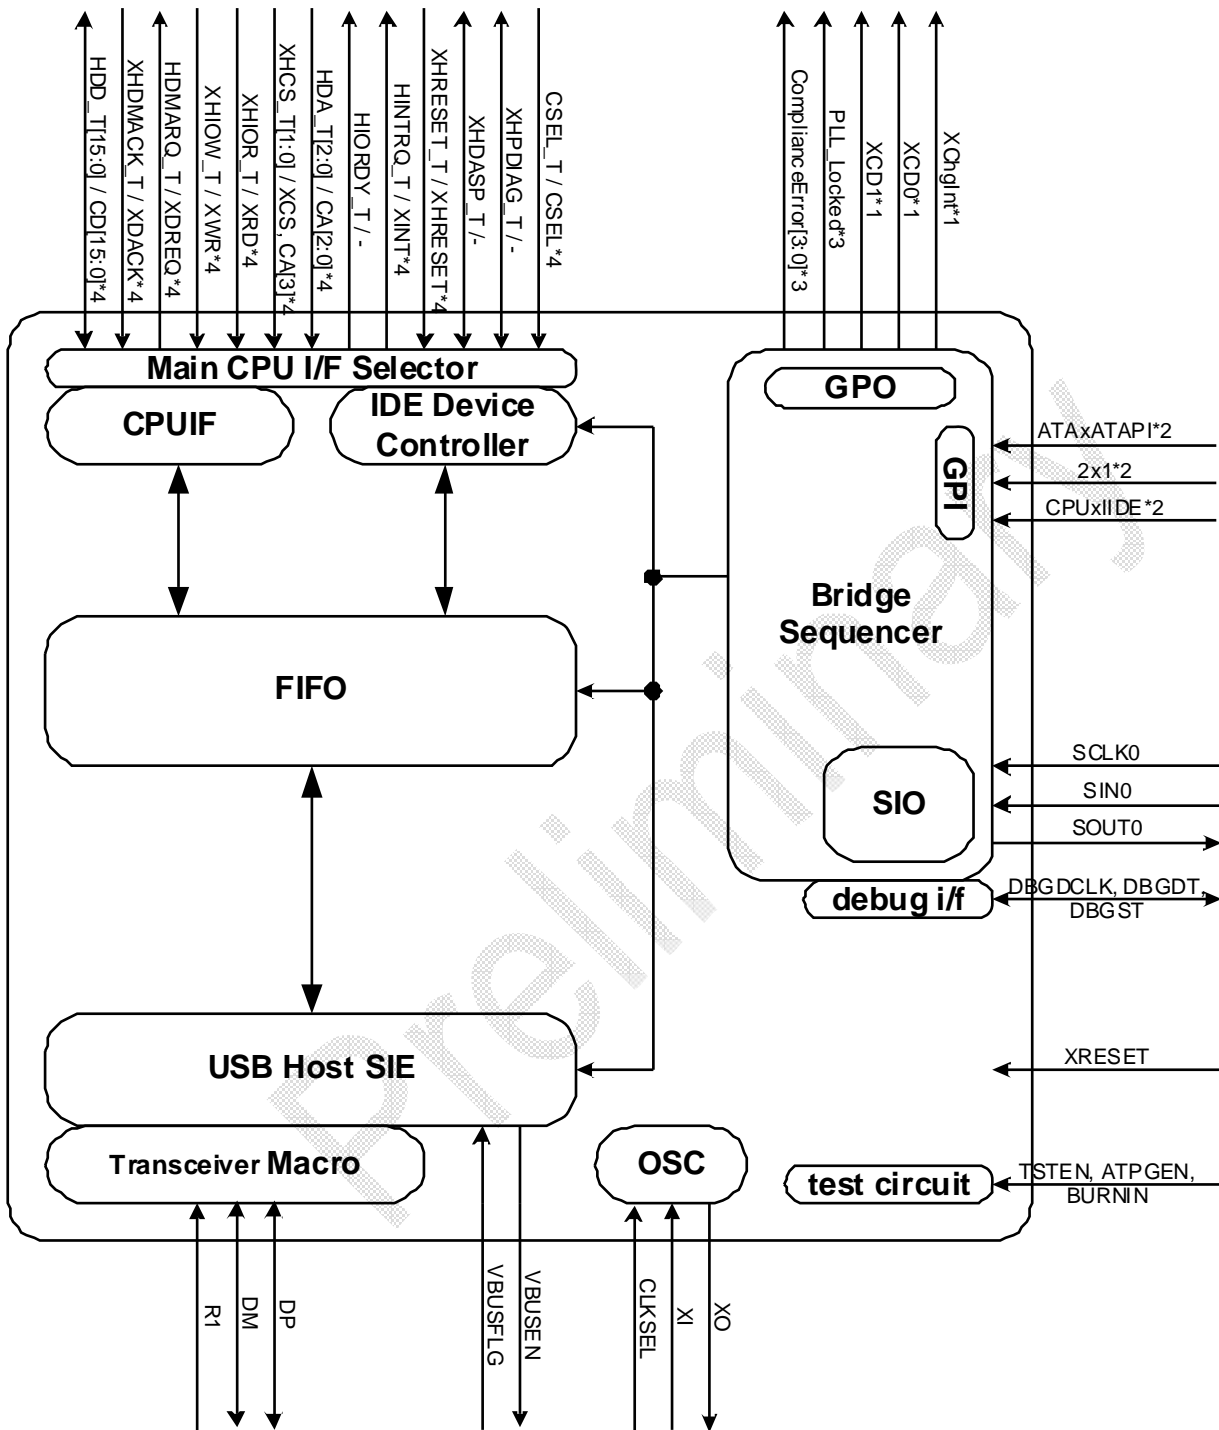 HDD_T[15:0] / CD[15:0]*4
XHDMACK_T / XDACK*4
HDMARQ_T / XDREQ*4
XHIOW_T / XWR*4
XHIOR_T / XRD*4
XHCS_T[1:0] / XCS, CA[3]*4
HDA_T[2:0] / CA[2:0]*4
HIORDY_T / -
HINTRQ_T / XINT*4
XHRESET_T / XHRESET*4
XHDASP_T / -
XHPDIAG_T / -
CSEL_T / CSEL*4
ComplianceError[3:0]*3
PLL_Locked*3
XCD1*1
XCD0*1
XChgInt*1
Main CPU I/F Selector
CPUIF
IDE Device
Controller
GPO
GPI
ATAxATAPI*2
2x1*2
CPUxIIDE*2
Bridge
Sequencer
FIFO
SIO
SCLK0
SIN0
SOUT0
debug i/f
DBGDCLK, DBGDT,
DBGST
USB Host SIE
XRESET
Transceiver Macro
OSC
test circuit
TSTEN, ATPGEN,
BURNIN
R1
DM
DP
VBUSFLG
VBUSEN
CLKSEL
XI
XO
Preliminary